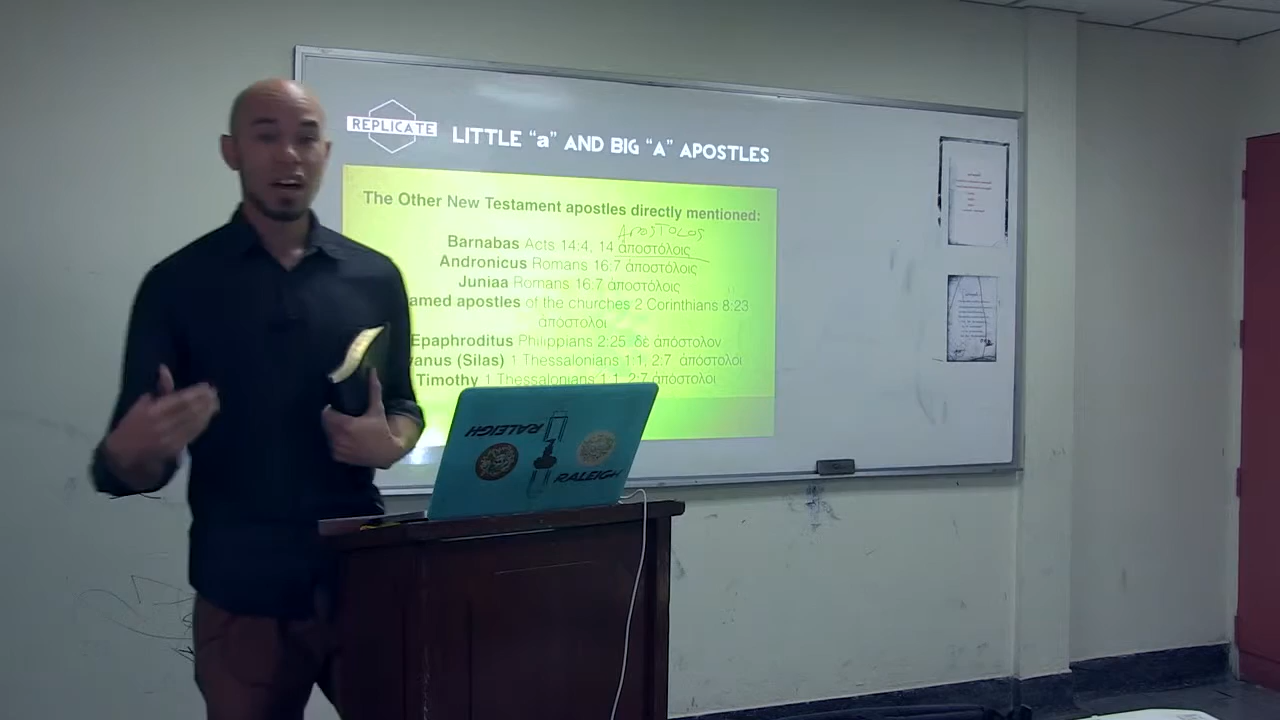 REPLICATE
LITTLE "a" AND BIG "A" APOSTLES
The Other New Testament apostles directly mentioned:
APOSTOLOS
Barnabas Acts 14:4, 14 ἀποστόλοις
Andronicus Romans 16:7 ἀποστόλοις
Juniaa Romans 16:7 ἀποστόλοις
amed apostles of the churches 2 Corinthians 8:23
ἀπόστολοι
Epaphroditus Philippians 2:25 δὲ ἀπόστολον
vanus (Silas) 1 Thessalonians 1:1, 2:7 ἀπόστολοι
Timothy 1 Thessalonians 1:1, 2:7 ἀπόστολοι
RALEIGH
RALEIGH